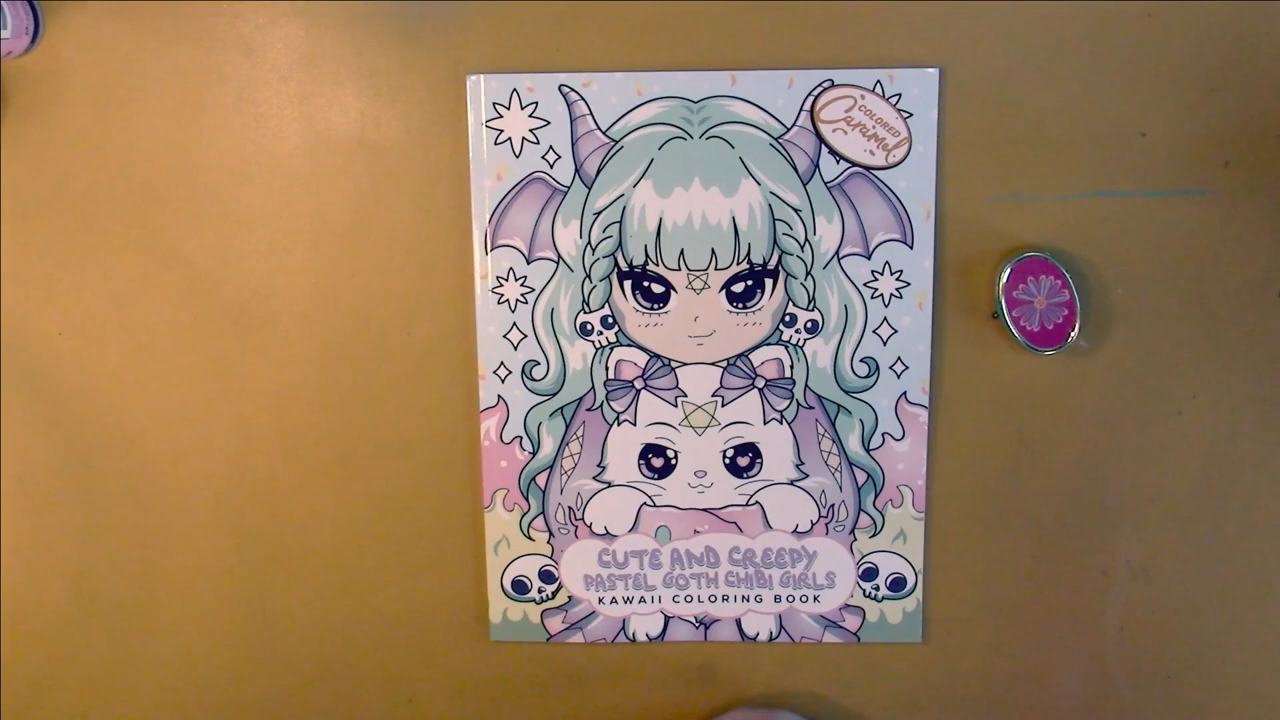 COLORED
Caramel
CUTE AND CREEPY
PASTEL GOTH CHIBI GIRLS
KAWAII COLORING BOOK